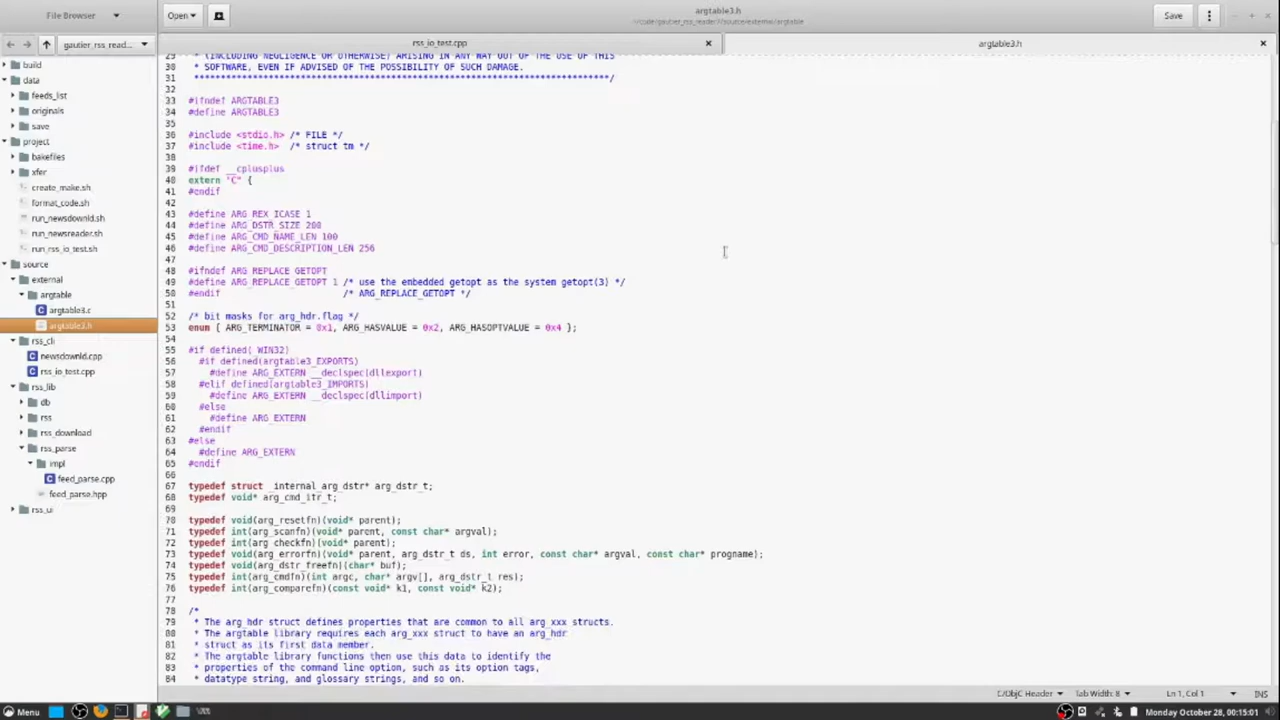 File Browser
Open
argtable3.h
Save
gautier_rss_read...
rss_io_test.cpp
argtable3.h
build
data
feeds_list
originals
save
project
bakefiles
xfer
create_make.sh
format_code.sh
run_newsdownld.sh
run_newsreader.sh
run_rss_io_test.sh
source
external
argtable
argtable3.c
argtable3.h
rss_cli
newsdownld.cpp
rss_io_test.cpp
rss_lib
db
rss
rss_download
rss_parse
impl
feed_parse.cpp
feed_parse.hpp
rss_ui
29 * (INCLUDING NEGLIGENCE OR OTHERWISE) ARISING IN ANY WAY OUT OF THE USE OF THIS
30 * SOFTWARE, EVEN IF ADVISED OF THE POSSIBILITY OF SUCH DAMAGE.
31 ******************************************************************************/
32
33 #ifndef ARGTABLE3
34 #define ARGTABLE3
35
36 #include <stdio.h> /* FILE */
37 #include <time.h>  /* struct tm */
38
39 #ifdef __cplusplus
40 extern "C" {
41 #endif
42
43 #define ARG_REX_ICASE 1
44 #define ARG_DSTR_SIZE 200
45 #define ARG_CMD_NAME_LEN 100
46 #define ARG_CMD_DESCRIPTION_LEN 256
47
48 #ifndef ARG_REPLACE_GETOPT
49 #define ARG_REPLACE_GETOPT 1 /* use the embedded getopt as the system getopt(3) */
50 #endif /* ARG_REPLACE_GETOPT */
51
52 /* bit masks for arg_hdr.flag */
53 enum { ARG_TERMINATOR = 0x1, ARG_HASVALUE = 0x2, ARG_HASOPTVALUE = 0x4 };
54
55 #if defined(_WIN32)
56 #if defined(argtable3_EXPORTS)
57 #define ARG_EXTERN __declspec(dllexport)
58 #elif defined(argtable3_IMPORTS)
59 #define ARG_EXTERN __declspec(dllimport)
60 #else
61 #define ARG_EXTERN
62 #endif
63 #else
64 #define ARG_EXTERN
65 #endif
66
67 typedef struct _internal_arg_dstr* arg_dstr_t;
68 typedef void* arg_cmd_itr_t;
69
70 typedef void(arg_resetfn)(void* parent);
71 typedef int(arg_scanfn)(void* parent, const char* argval);
72 typedef int(arg_checkfn)(void* parent);
73 typedef void(arg_errorfn)(void* parent, arg_dstr_t ds, int error, const char* argval, const char* progname);
74 typedef void(arg_dstr_freefn)(char* buf);
75 typedef int(arg_cmdfn)(int argc, char* argv[], arg_dstr_t res);
76 typedef int(arg_comparefn)(const void* k1, const void* k2);
77
78 /*
79 * The arg_hdr struct defines properties that are common to all arg_xxx structs.
80 * The argtable library requires each arg_xxx struct to have an arg_hdr
81 * struct as its first data member.
82 * The argtable library functions then use this data to identify the
83 * properties of the command line option, such as its option tags,
84 * datatype string, and glossary strings, and so on.
C/ObjC Header Tab Width: 8 Ln 1, Col 1 INS
Menu
Monday October 28, 00:15:01